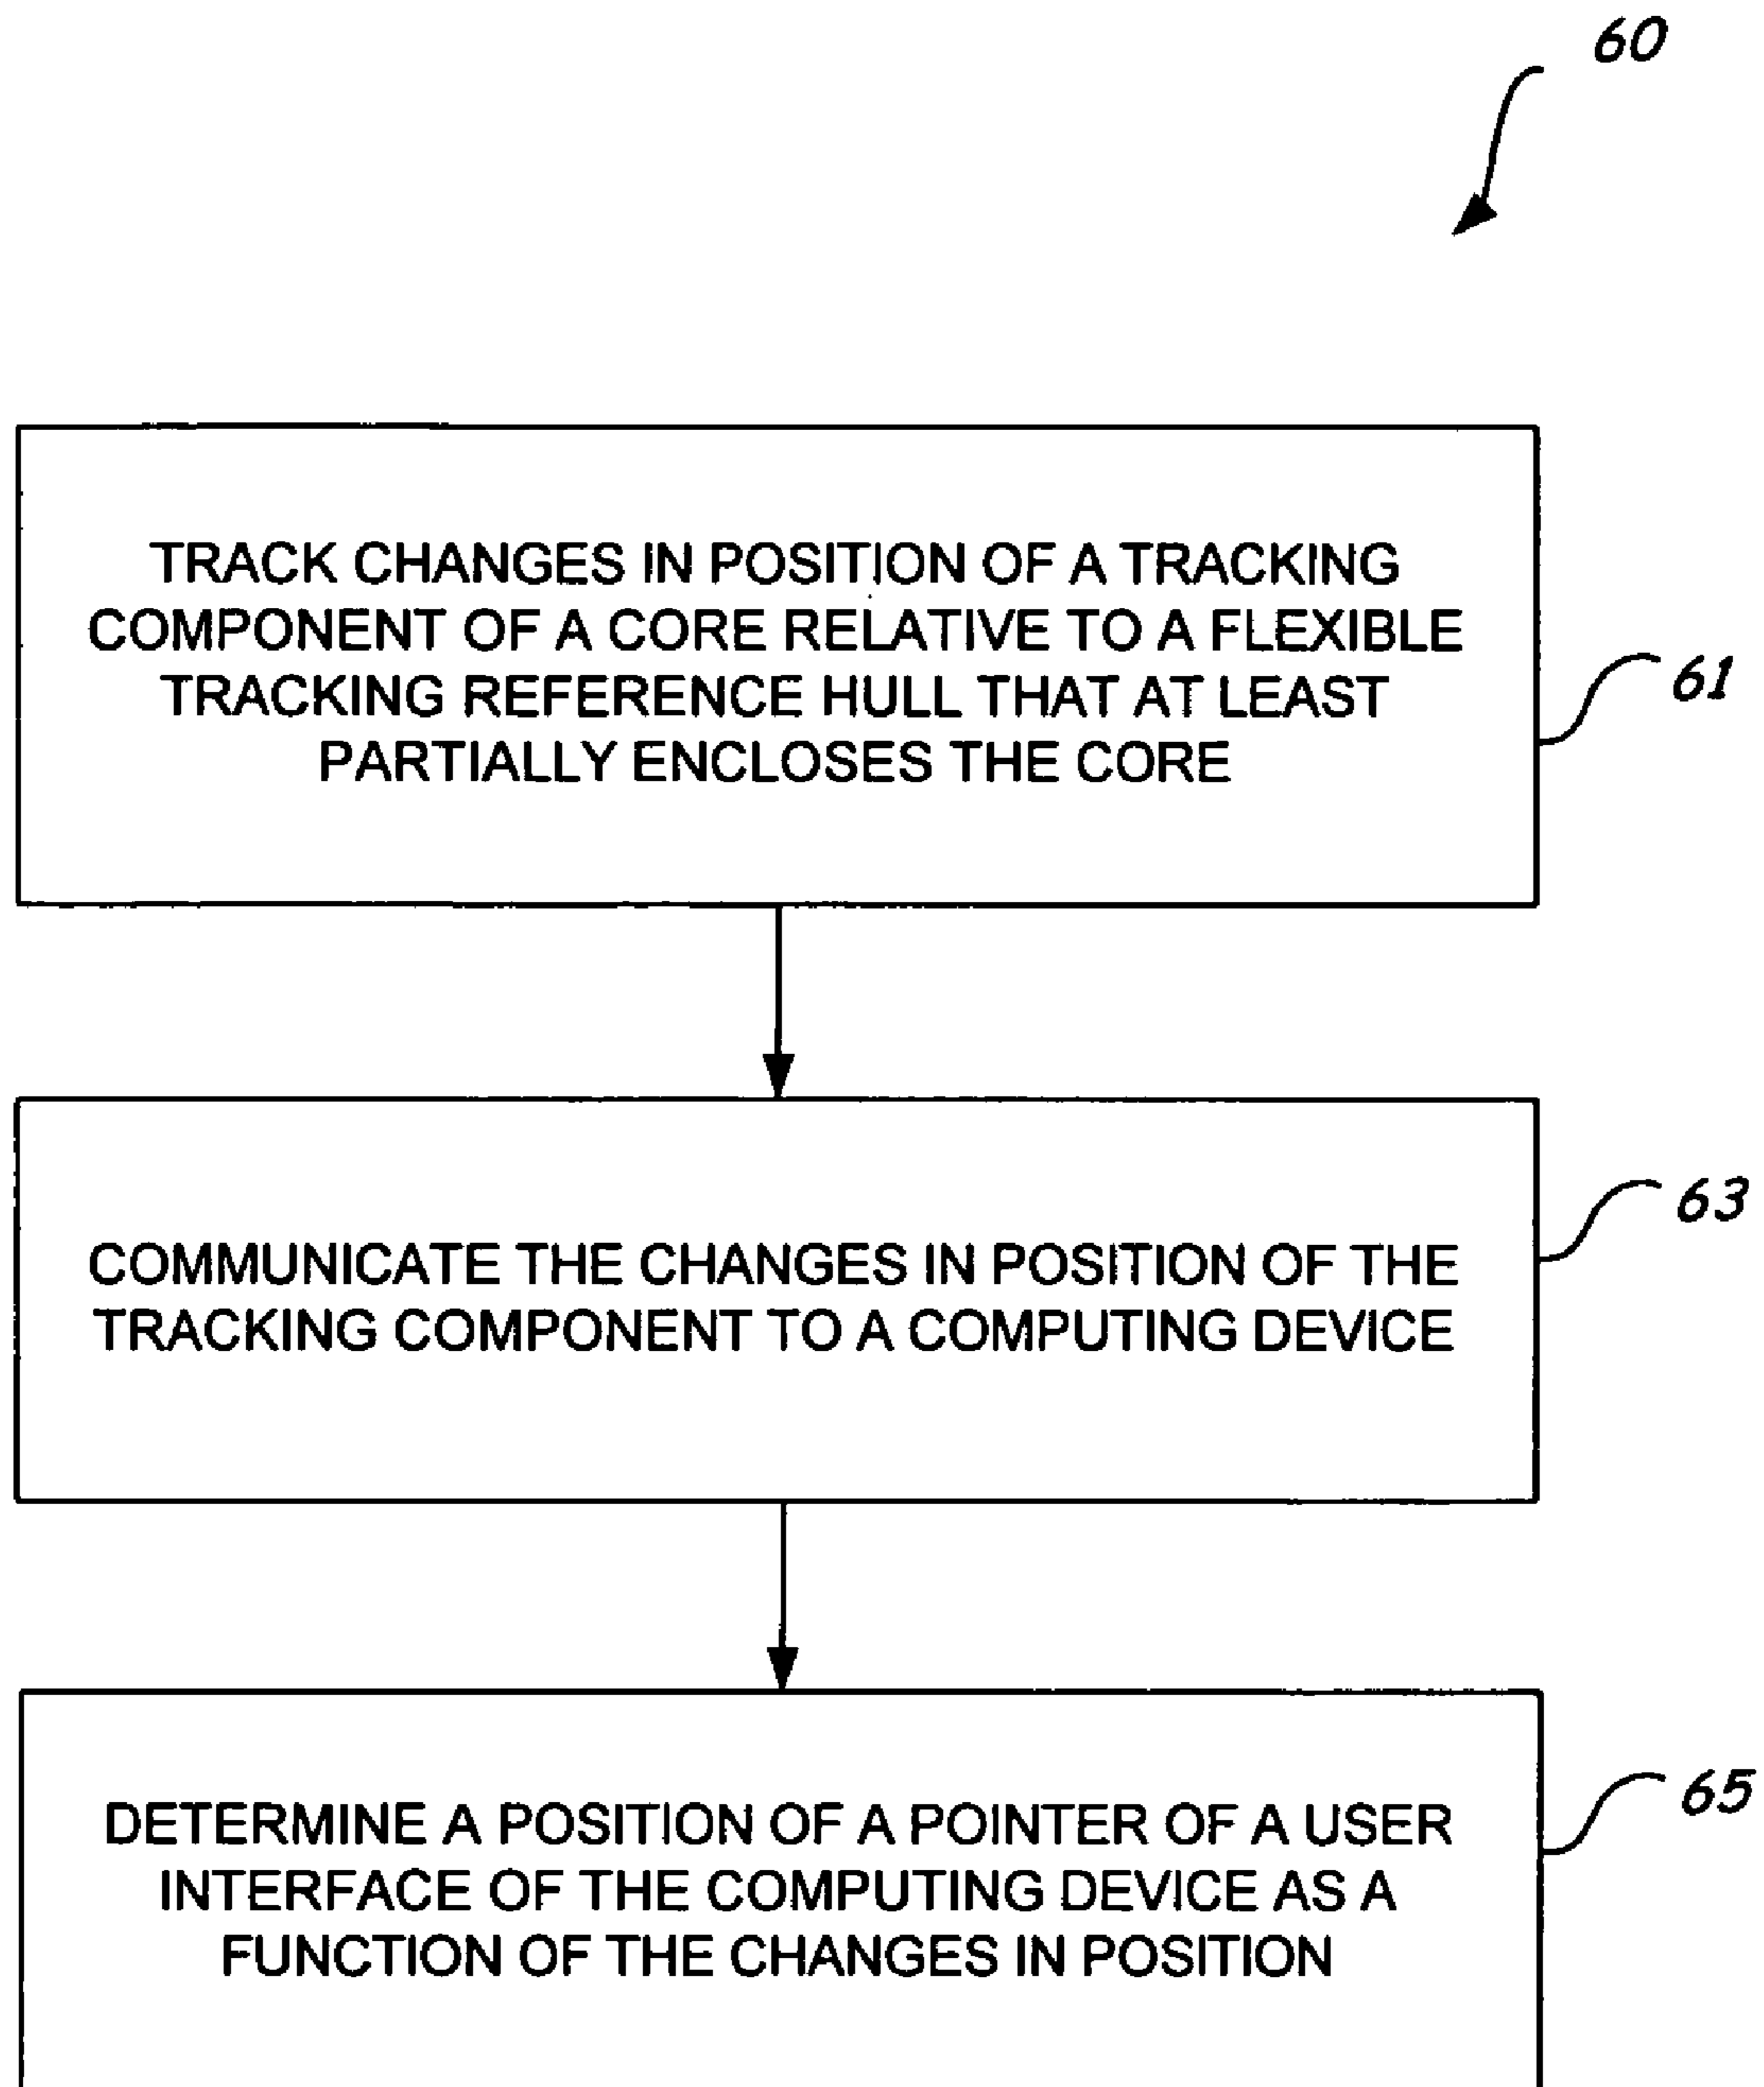 60
TRACK CHANGES IN POSITION OF A TRACKING
COMPONENT OF A CORE RELATIVE TO A FLEXIBLE
TRACKING REFERENCE HULL THAT AT LEAST
PARTIALLY ENCLOSES THE CORE
61
COMMUNICATE THE CHANGES IN POSITION OF THE
TRACKING COMPONENT TO A COMPUTING DEVICE
63
DETERMINE A POSITION OF A POINTER OF A USER
INTERFACE OF THE COMPUTING DEVICE AS A
FUNCTION OF THE CHANGES IN POSITION
65